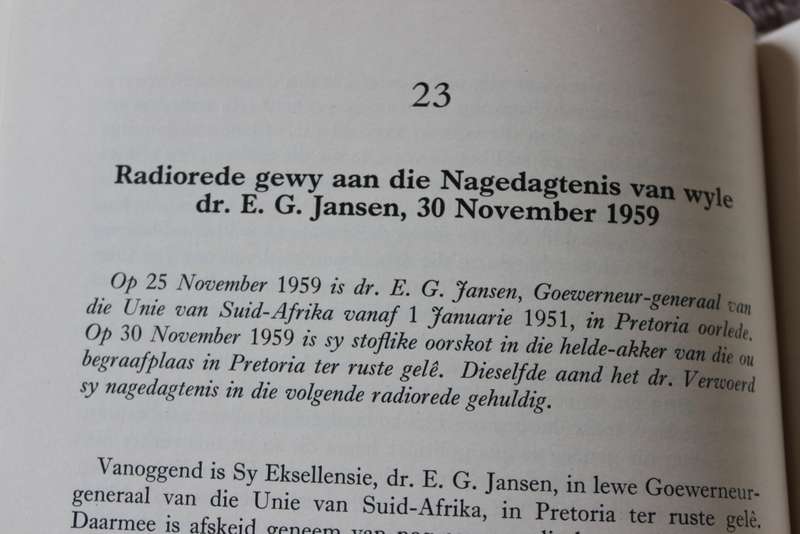 23
Radiorede gewy aan die Nagedagtenis van wyle
dr. E. G. Jansen, 30 November 1959
Op 25 November 1959 is dr. E. G. Jansen, Goewerneur-generaal van
die Unie van Suid-Afrika vanaf 1 Januarie 1951, in Pretoria oorlede.
Op 30 November 1959 is sy stoflike oorskot in die helde-akker van die ou
begraafplaas in Pretoria ter ruste gelê. Dieselfde aand het dr. Verwoerd
sy nagedagtenis in die volgende radiorede gehuldig.
Vanoggend is Sy Eksellensie, dr. E. G. Jansen, in lewe Goewerneur-
generaal van die Unie van Suid-Afrika, in Pretoria ter ruste gelê.
Daarmee is afskeid geneem van